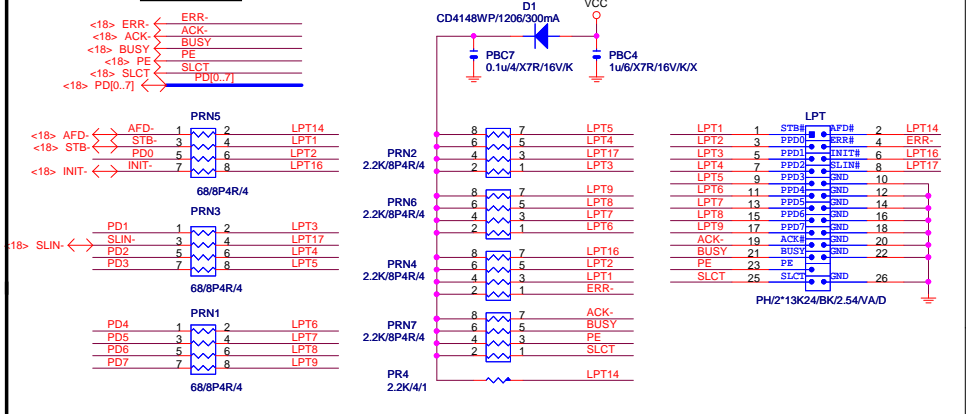 <18> ERR- ERR-
<18> ACK- ACK-
<18> BUSY BUSY
<18> PE PE
<18> SLCT SLCT
<18> PD[0..7] PD[0..7]
D1
CD4148WP/1206/300mA
VCC
PBC7
0.1u/4/X7R/16V/K
PBC4
1u/6/X7R/16V/K/X
PRN5
<18> AFD- AFD- 1 2 LPT14
<18> STB- STB- 3 4 LPT1
PD0 5 6 LPT2
<18> INIT- INIT- 7 8 LPT16
68/8P4R/4
PRN3
PD1 1 2 LPT3
<18> SLIN- SLIN- 3 4 LPT17
PD2 5 6 LPT4
PD3 7 8 LPT5
68/8P4R/4
PRN1
PD4 1 2 LPT6
PD5 3 4 LPT7
PD6 5 6 LPT8
PD7 7 8 LPT9
68/8P4R/4
PRN2
2.2K/8P4R/4
8 7 LPT5
6 5 LPT4
4 3 LPT17
2 1 LPT3
PRN6
2.2K/8P4R/4
8 7 LPT9
6 5 LPT8
4 3 LPT7
2 1 LPT6
PRN4
2.2K/8P4R/4
8 7 LPT16
6 5 LPT2
4 3 LPT1
2 1 ERR-
PRN7
2.2K/8P4R/4
8 7 ACK-
6 5 BUSY
4 3 PE
2 1 SLCT
PR4
2.2K/4/1
LPT14
LPT
LPT1 1 STB# AFD# 2 LPT14
LPT2 3 PPD0 ERR# 4 ERR-
LPT3 5 PPD1 INIT# 6 LPT16
LPT4 7 PPD2 SLIN# 8 LPT17
LPT5 9 PPD3 GND 10
LPT6 11 PPD4 GND 12
LPT7 13 PPD5 GND 14
LPT8 15 PPD6 GND 16
LPT9 17 PPD7 GND 18
ACK- 19 ACK# GND 20
BUSY 21 BUSY GND 22
PE 23 PE
SLCT 25 SLCT GND 26
PH/2*13K24/BK/2.54/VA/D